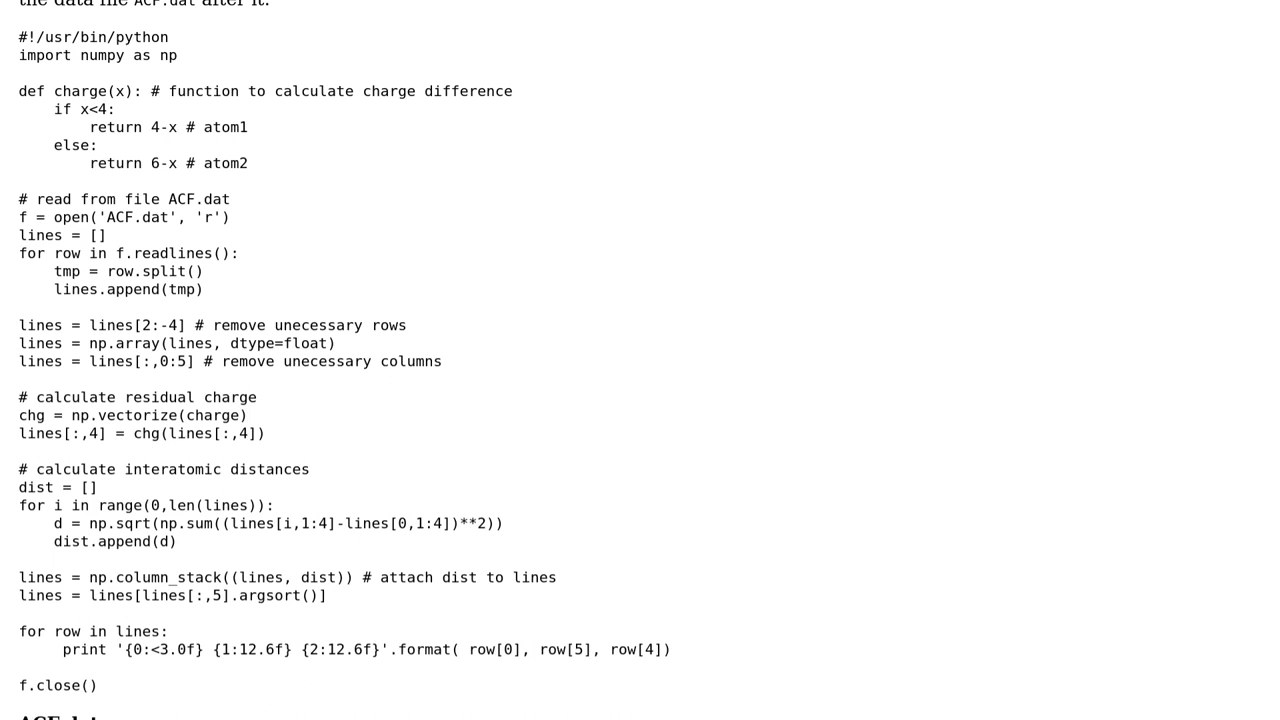 the data file ACF.dat after it.
#!/usr/bin/python
import numpy as np
def charge(x): # function to calculate charge difference
    if x<4:
        return 4-x # atom1
    else:
        return 6-x # atom2
# read from file ACF.dat
f = open('ACF.dat', 'r')
lines = []
for row in f.readlines():
    tmp = row.split()
    lines.append(tmp)
lines = lines[2:-4] # remove unecessary rows
lines = np.array(lines, dtype=float)
lines = lines[:,0:5] # remove unecessary columns
# calculate residual charge
chg = np.vectorize(charge)
lines[:,4] = chg(lines[:,4])
# calculate interatomic distances
dist = []
for i in range(0,len(lines)):
    d = np.sqrt(np.sum((lines[i,1:4]-lines[0,1:4])**2))
    dist.append(d)
lines = np.column_stack((lines, dist)) # attach dist to lines
lines = lines[lines[:,5].argsort()]
for row in lines:
     print '{0:<3.0f} {1:12.6f} {2:12.6f}'.format( row[0], row[5], row[4])
f.close()